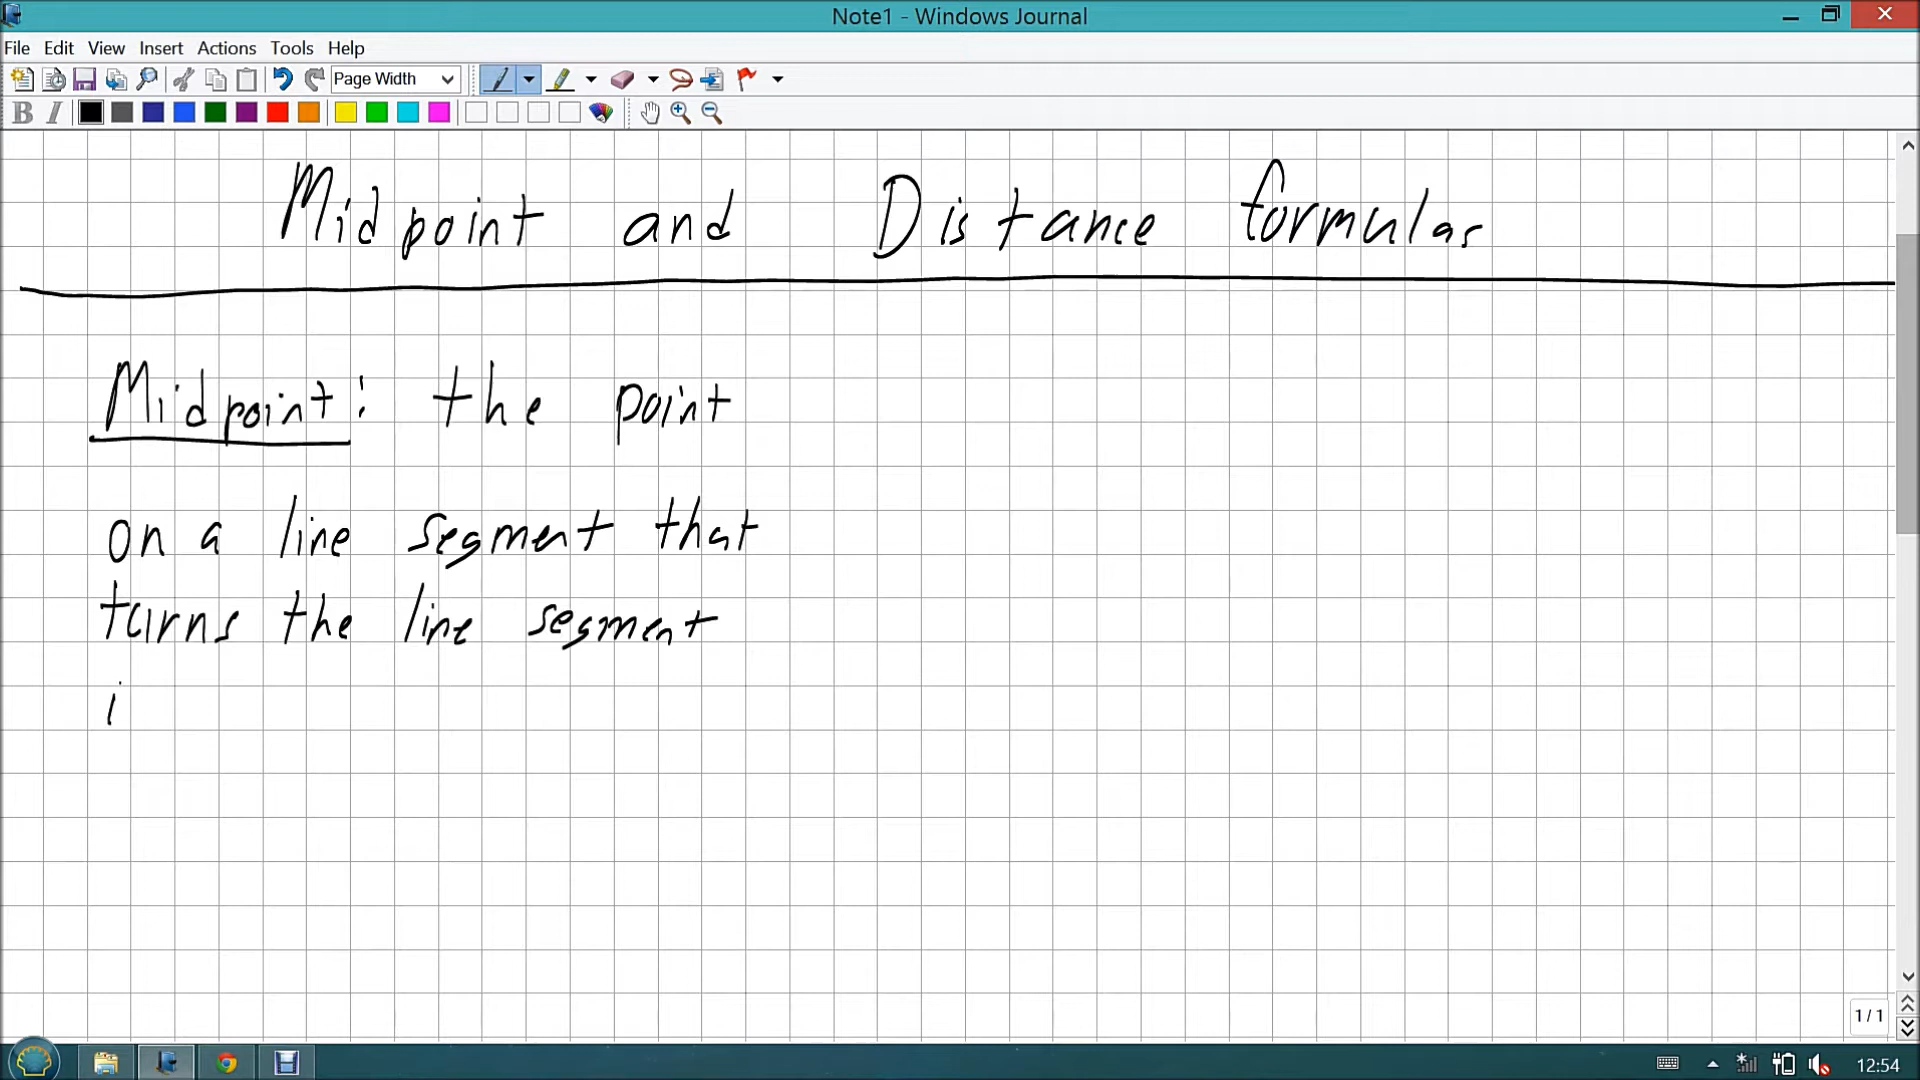 Note1 - Windows Journal
File Edit View Insert Actions Tools Help
Page Width
B I
Midpoint and Distance formulas
Midpoint: the point
on a line segment that
turns the line segment
i
1 / 1
12:54